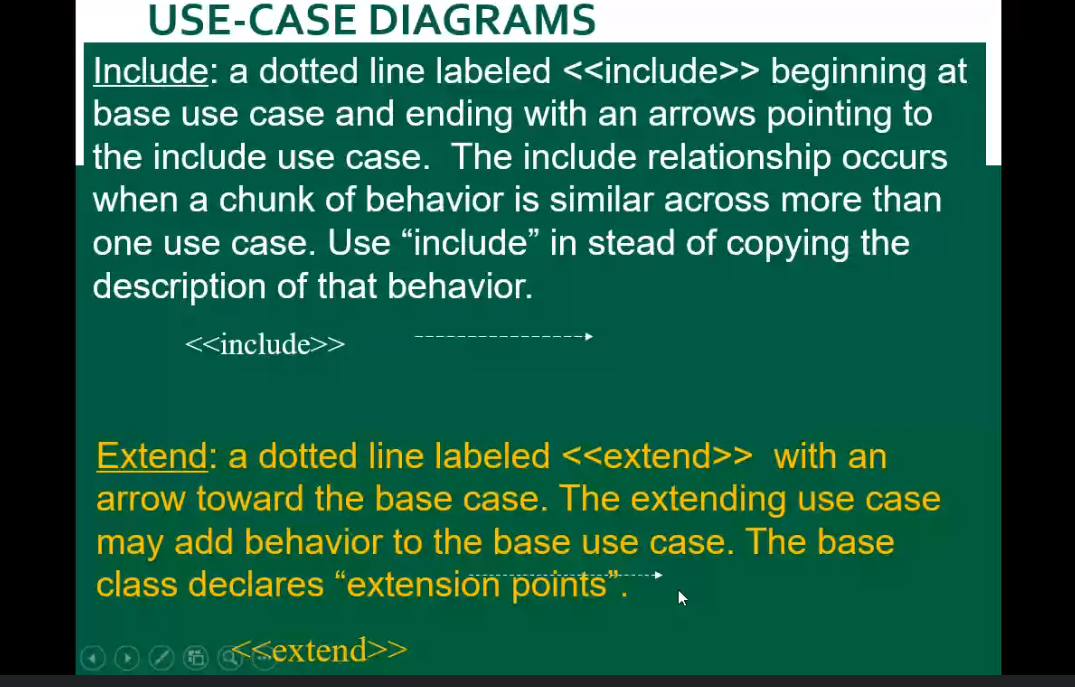 USE-CASE DIAGRAMS
Include: a dotted line labeled <<include>> beginning at
base use case and ending with an arrows pointing to
the include use case.  The include relationship occurs
when a chunk of behavior is similar across more than
one use case. Use “include” in stead of copying the
description of that behavior.
<<include>>
Extend: a dotted line labeled <<extend>>  with an
arrow toward the base case. The extending use case
may add behavior to the base use case. The base
class declares “extension points”.
<<extend>>